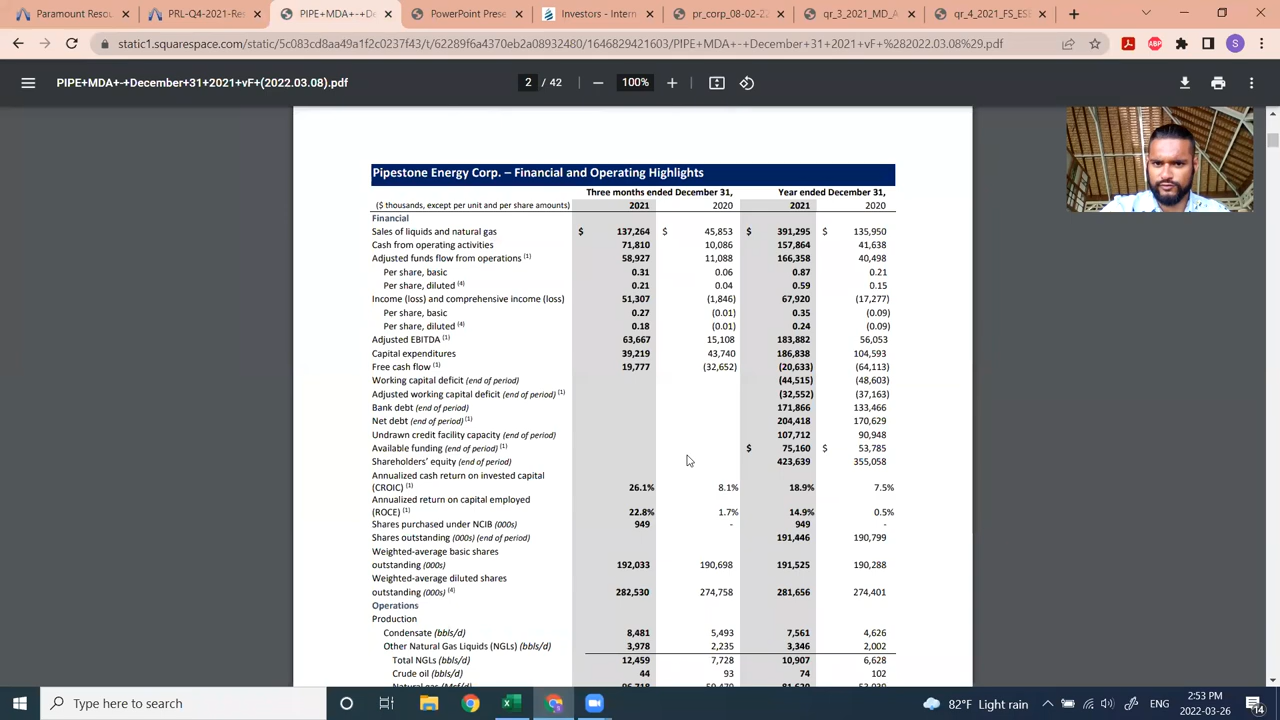 Paramount Resou
PRL-Q4-2021-Res
PIPE+MDA+-+De
PowerPoint Prese
Investors - Intern
pr_corp_08-02-22
qr_3_2021_MD_A
qr_4_2021_FS_ES
static1.squarespace.com/static/5c083cd8aa49a1f2c0237f43/t/6227f9f6ca370eb2a0932480/1646829421603/PIPE+MDA+-+December+31+2021+vF+%282022.03.08%29.pdf
ABP
S
PIPE+MDA+-+December+31+2021+vF+(2022.03.08).pdf
2 / 42
100%
Pipestone Energy Corp. – Financial and Operating Highlights
Three months ended December 31, Year ended December 31,
($ thousands, except per unit and per share amounts) 2021 2020 2021 2020
Financial
Sales of liquids and natural gas $ 137,264 $ 45,853 $ 391,295 $ 135,950
Cash from operating activities 71,810 10,086 157,864 41,638
Adjusted funds flow from operations (1) 58,927 11,088 166,358 40,498
Per share, basic 0.31 0.06 0.87 0.21
Per share, diluted (4) 0.21 0.04 0.59 0.15
Income (loss) and comprehensive income (loss) 51,307 (1,846) 67,920 (17,277)
Per share, basic 0.27 (0.01) 0.35 (0.09)
Per share, diluted (4) 0.18 (0.01) 0.24 (0.09)
Adjusted EBITDA (1) 63,667 15,108 183,882 56,053
Capital expenditures 39,219 43,740 186,838 104,593
Free cash flow (1) 19,777 (32,652) (20,633) (64,113)
Working capital deficit (end of period) (44,515) (48,603)
Adjusted working capital deficit (end of period) (1) (32,552) (37,163)
Bank debt (end of period) 171,866 133,466
Net debt (end of period) (1) 204,418 170,629
Undrawn credit facility capacity (end of period) 107,712 90,948
Available funding (end of period) (1) $ 75,160 $ 53,785
Shareholders' equity (end of period) 423,639 355,058
Annualized cash return on invested capital
(CROIC) (1) 26.1% 8.1% 18.9% 7.5%
Annualized return on capital employed
(ROCE) (1) 22.8% 1.7% 14.9% 0.5%
Shares purchased under NCIB (000s) 949 - 949 -
Shares outstanding (000s) (end of period) 191,446 190,799
Weighted-average basic shares
outstanding (000s) 192,033 190,698 191,525 190,288
Weighted-average diluted shares
outstanding (000s) (4) 282,530 274,758 281,656 274,401
Operations
Production
Condensate (bbls/d) 8,481 5,493 7,561 4,626
Other Natural Gas Liquids (NGLs) (bbls/d) 3,978 2,235 3,346 2,002
Total NGLs (bbls/d) 12,459 7,728 10,907 6,628
Crude oil (bbls/d) 44 93 74 102
Type here to search
82°F Light rain
ENG
2:53 PM
2022-03-26
14